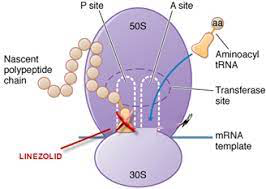 P site
A site
50S
aa
Nascent
polypeptide
chain
Aminoacyl
tRNA
Transferase
site
LINEZOLID
mRNA
template
30S